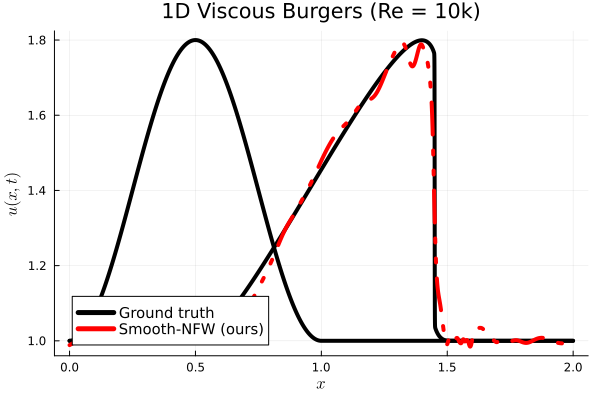 1D Viscous Burgers (Re = 10k)
1.8
1.6
1.4
1.2
1.0
u(x, t)
Ground truth
Smooth-NFW (ours)
0.0 0.5 1.0 1.5 2.0
x